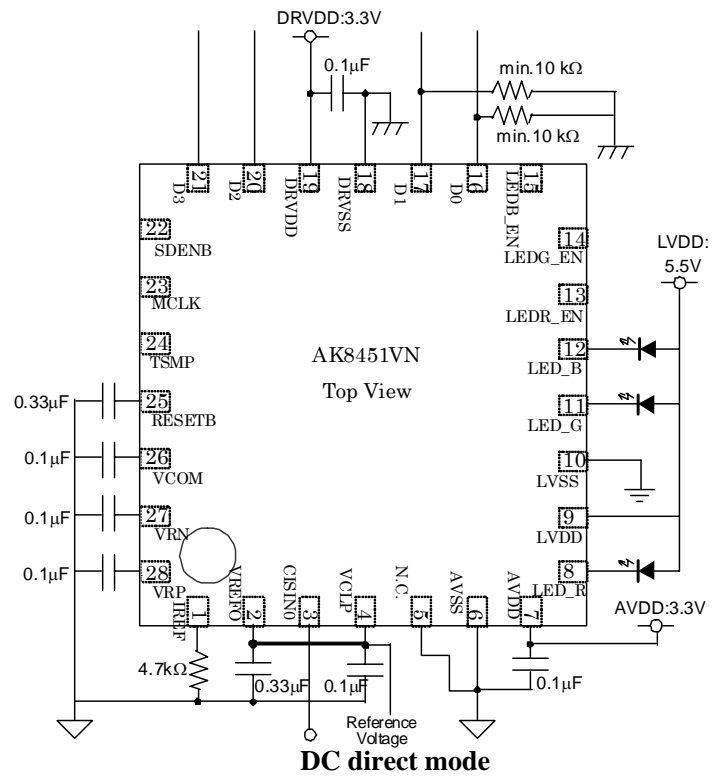 DRVDD:3.3V
0.1μF
min.10 kΩ
min.10 kΩ
21
20
19
18
17
16
15
D3
D2
DRVDD
DRVSS
D1
D0
LEDB_EN
22
SDENB
14
LEDG_EN
LVDD:
5.5V
23
MCLK
13
LEDR_EN
24
TSMP
AK8451VN
Top View
12
LED_B
0.33μF
25
RESETB
11
LED_G
0.1μF
26
VCOM
10
LVSS
0.1μF
27
VRN
9
LVDD
0.1μF
28
VRP
8
LED_R
IREF
VREFO
CISIN0
VCLP
N.C.
AVSS
AVDD
1
2
3
4
5
6
7
AVDD:3.3V
4.7kΩ
0.33μF
0.1μF
0.1μF
Reference
Voltage
DC direct mode